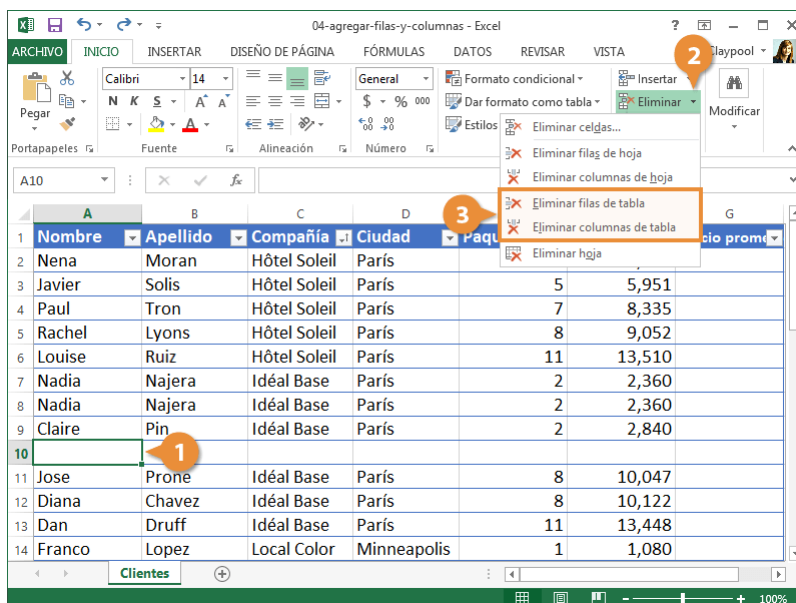 04-agregar-filas-y-columnas - Excel ?
ARCHIVO INICIO INSERTAR DISEÑO DE PÁGINA FÓRMULAS DATOS REVISAR VISTA 2 Claypool
Calibri 14 General Formato condicional Insertar
Pegar N K S A A $ % 000 Dar formato como tabla Eliminar Modificar
A Estilos Eliminar celdas...
Portapapeles Fuente Alineación Número Eliminar filas de hoja
A10 fx Eliminar columnas de hoja
3 Eliminar filas de tabla
Eliminar columnas de tabla
Eliminar hoja
A B C D G
1 Nombre Apellido Compañía Ciudad Paqu cio prome
2 Nena Moran Hôtel Soleil París
3 Javier Solis Hôtel Soleil París 5 5,951
4 Paul Tron Hôtel Soleil París 7 8,335
5 Rachel Lyons Hôtel Soleil París 8 9,052
6 Louise Ruiz Hôtel Soleil París 11 13,510
7 Nadia Najera Idéal Base París 2 2,360
8 Nadia Najera Idéal Base París 2 2,360
9 Claire Pin Idéal Base París 2 2,840
10 1
11 Jose Prone Idéal Base París 8 10,047
12 Diana Chavez Idéal Base París 8 10,122
13 Dan Druff Idéal Base París 11 13,448
14 Franco Lopez Local Color Minneapolis 1 1,080
Clientes
100%